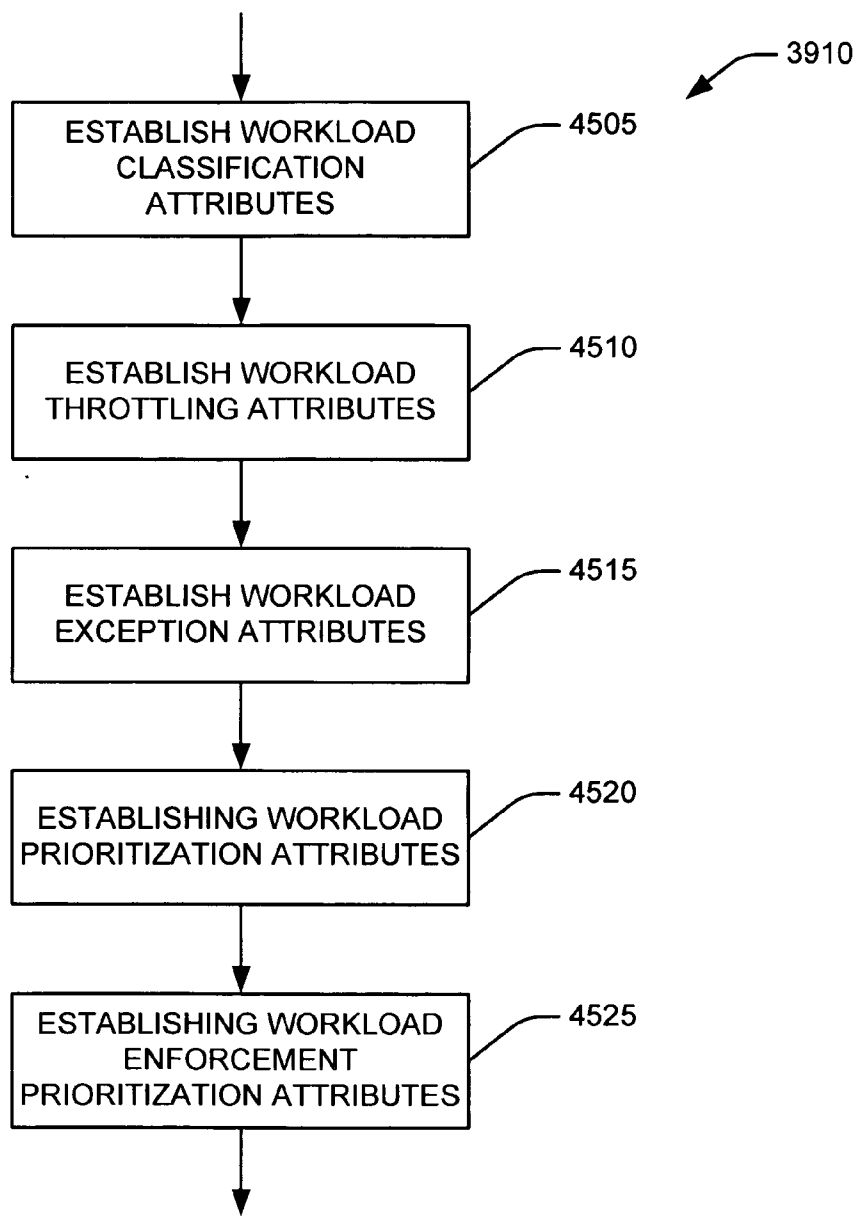 3910
ESTABLISH WORKLOAD
CLASSIFICATION
ATTRIBUTES
4505
ESTABLISH WORKLOAD
THROTTLING ATTRIBUTES
4510
ESTABLISH WORKLOAD
EXCEPTION ATTRIBUTES
4515
ESTABLISHING WORKLOAD
PRIORITIZATION ATTRIBUTES
4520
ESTABLISHING WORKLOAD
ENFORCEMENT
PRIORITIZATION ATTRIBUTES
4525